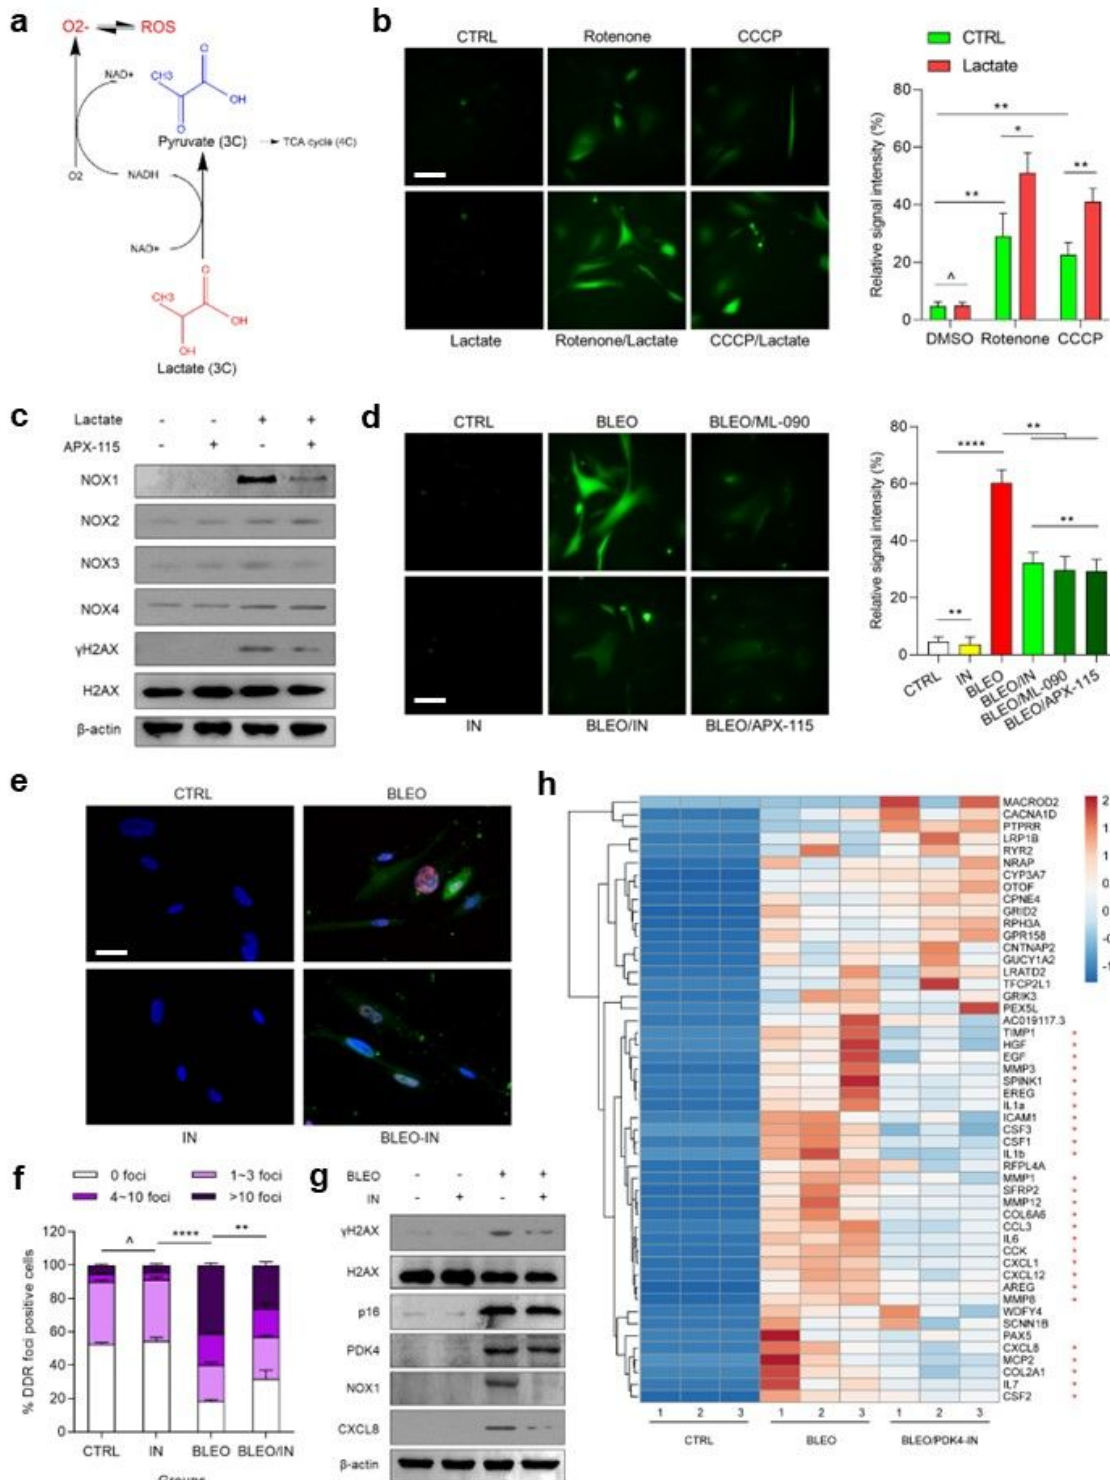 a
O2- ROS
NAD+
CH3
O
OH
O
Pyruvate (3C)
TCA cycle (4C)
O2
NADH
NAD+
O
CH3
OH
OH
Lactate (3C)
b
CTRL Rotenone CCCP
Lactate Rotenone/Lactate CCCP/Lactate
CTRL
Lactate
Relative signal intensity (%)
80
60
40
20
0
** ** ^ * **
DMSO Rotenone CCCP
c
Lactate - - + +
APX-115 - + - +
NOX1
NOX2
NOX3
NOX4
γH2AX
H2AX
β-actin
d
CTRL BLEO BLEO/ML-090
IN BLEO/IN BLEO/APX-115
Relative signal intensity (%)
80
60
40
20
0
**** ** ** **
CTRL
IN
BLEO
BLEO/IN
BLEO/ML-090
BLEO/APX-115
e
CTRL BLEO
IN BLEO-IN
f
0 foci 1~3 foci
4~10 foci >10 foci
% DDR foci positive cells
120
100
80
60
40
20
0
^ **** **
CTRL IN BLEO BLEO/IN
g
BLEO - - + +
IN - + - +
γH2AX
H2AX
p16
PDK4
NOX1
CXCL8
β-actin
h
MACROD2
CACNA1D
PTPRR
LRP1B
RYR2
NRAP
CYP3A7
OTOF
CPNE4
GRID2
RPH3A
GPR158
CNTNAP2
GUCY1A2
LRATD2
TFCP2L1
GRIK3
PEX5L
AC019117.3
TIMP1 *
HGF *
EGF *
MMP3 *
SPINK1 *
EREG *
IL1a *
ICAM1 *
CSF3 *
CSF1 *
IL1b *
RFPL4A
MMP1 *
SFRP2 *
MMP12 *
COL6A6 *
CCL3 *
IL6 *
CCK *
CXCL1 *
CXCL12 *
AREG *
MMP8 *
WDFY4
SCNN1B
PAX5
CXCL8 *
MCP2 *
COL2A1 *
IL7 *
CSF2 *
2
1
0
1 2 3 1 2 3 1 2 3
CTRL BLEO BLEO/PDK4-IN